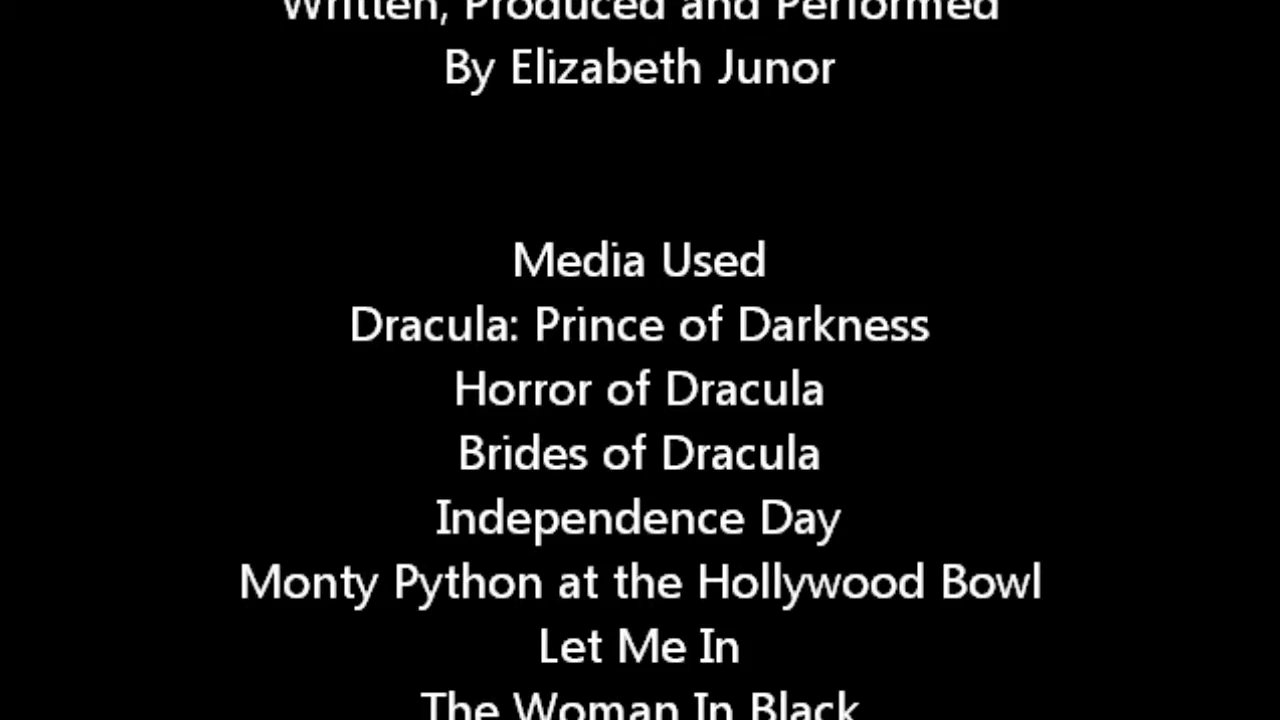 Written, Produced and Performed
By Elizabeth Junor
Media Used
Dracula: Prince of Darkness
Horror of Dracula
Brides of Dracula
Independence Day
Monty Python at the Hollywood Bowl
Let Me In
The Woman In Black